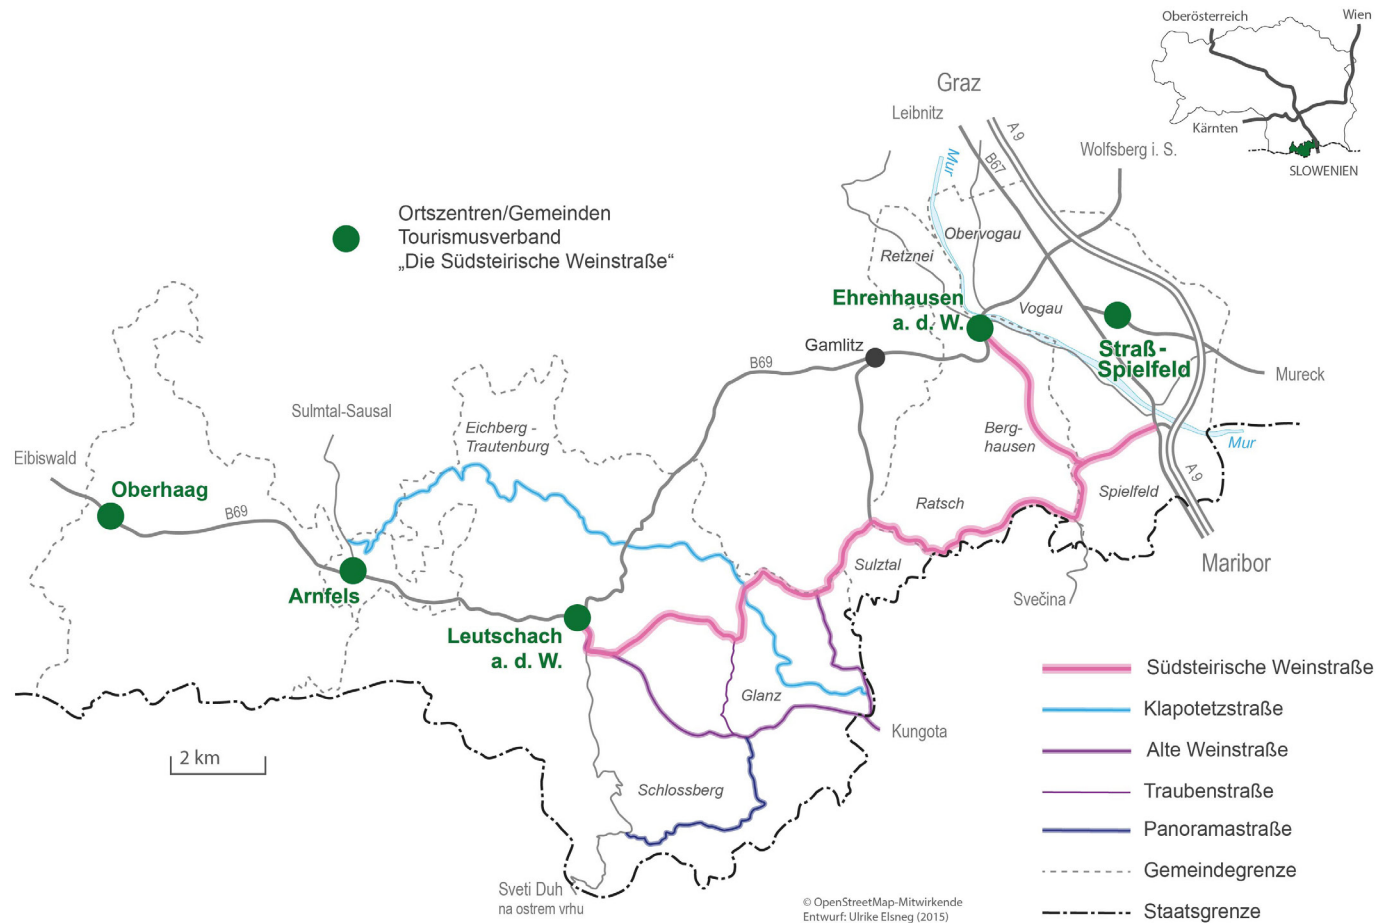 Oberösterreich
Wien
Kärnten
SLOWENIEN
Graz
Leibnitz
A 9
B67
Mur
Wolfsberg i. S.
Ortszentren/Gemeinden
Tourismusverband
„Die Südsteirische Weinstraße“
Obervogau
Retznei
Ehrenhausen
a. d. W.
Vogau
Straß-
Spielfeld
Gamlitz
B69
Mureck
Sulmtal-Sausal
Eichberg -
Trautenburg
Berg-
hausen
Mur
Eibiswald
Oberhaag
B69
A 9
Spielfeld
Ratsch
Maribor
Sulztal
Svečina
Arnfels
Leutschach
a. d. W.
Glanz
Kungota
Schlossberg
2 km
Sveti Duh
na ostrem vrhu
Südsteirische Weinstraße
Klapotetzstraße
Alte Weinstraße
Traubenstraße
Panoramastraße
Gemeindegrenze
Staatsgrenze
© OpenStreetMap-Mitwirkende
Entwurf: Ulrike Elsneg (2015)